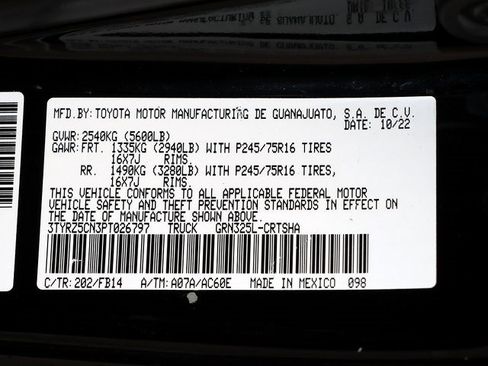 MFD.BY:TOYOTA MOTOR MANUFACTURING DE GUANAJUATO, S.A. DE C.V.
DATE: 10/22
GVWR: 2540KG (5600LB)
GAWR: FRT. 1335KG (2940LB) WITH P245/75R16 TIRES
16X7J RIMS.
RR. 1490KG (3280LB) WITH P245/75R16 TIRES,
16X7J RIMS.
THIS VEHICLE CONFORMS TO ALL APPLICABLE FEDERAL MOTOR
VEHICLE SAFETY AND THEFT PREVENTION STANDARDS IN EFFECT ON
THE DATE OF MANUFACTURE SHOWN ABOVE.
3TYRZ5CN3PT026797 TRUCK GRN325L-CRTSHA
C/TR:202/FB14 A/TM:A07A/AC60E MADE IN MEXICO 098